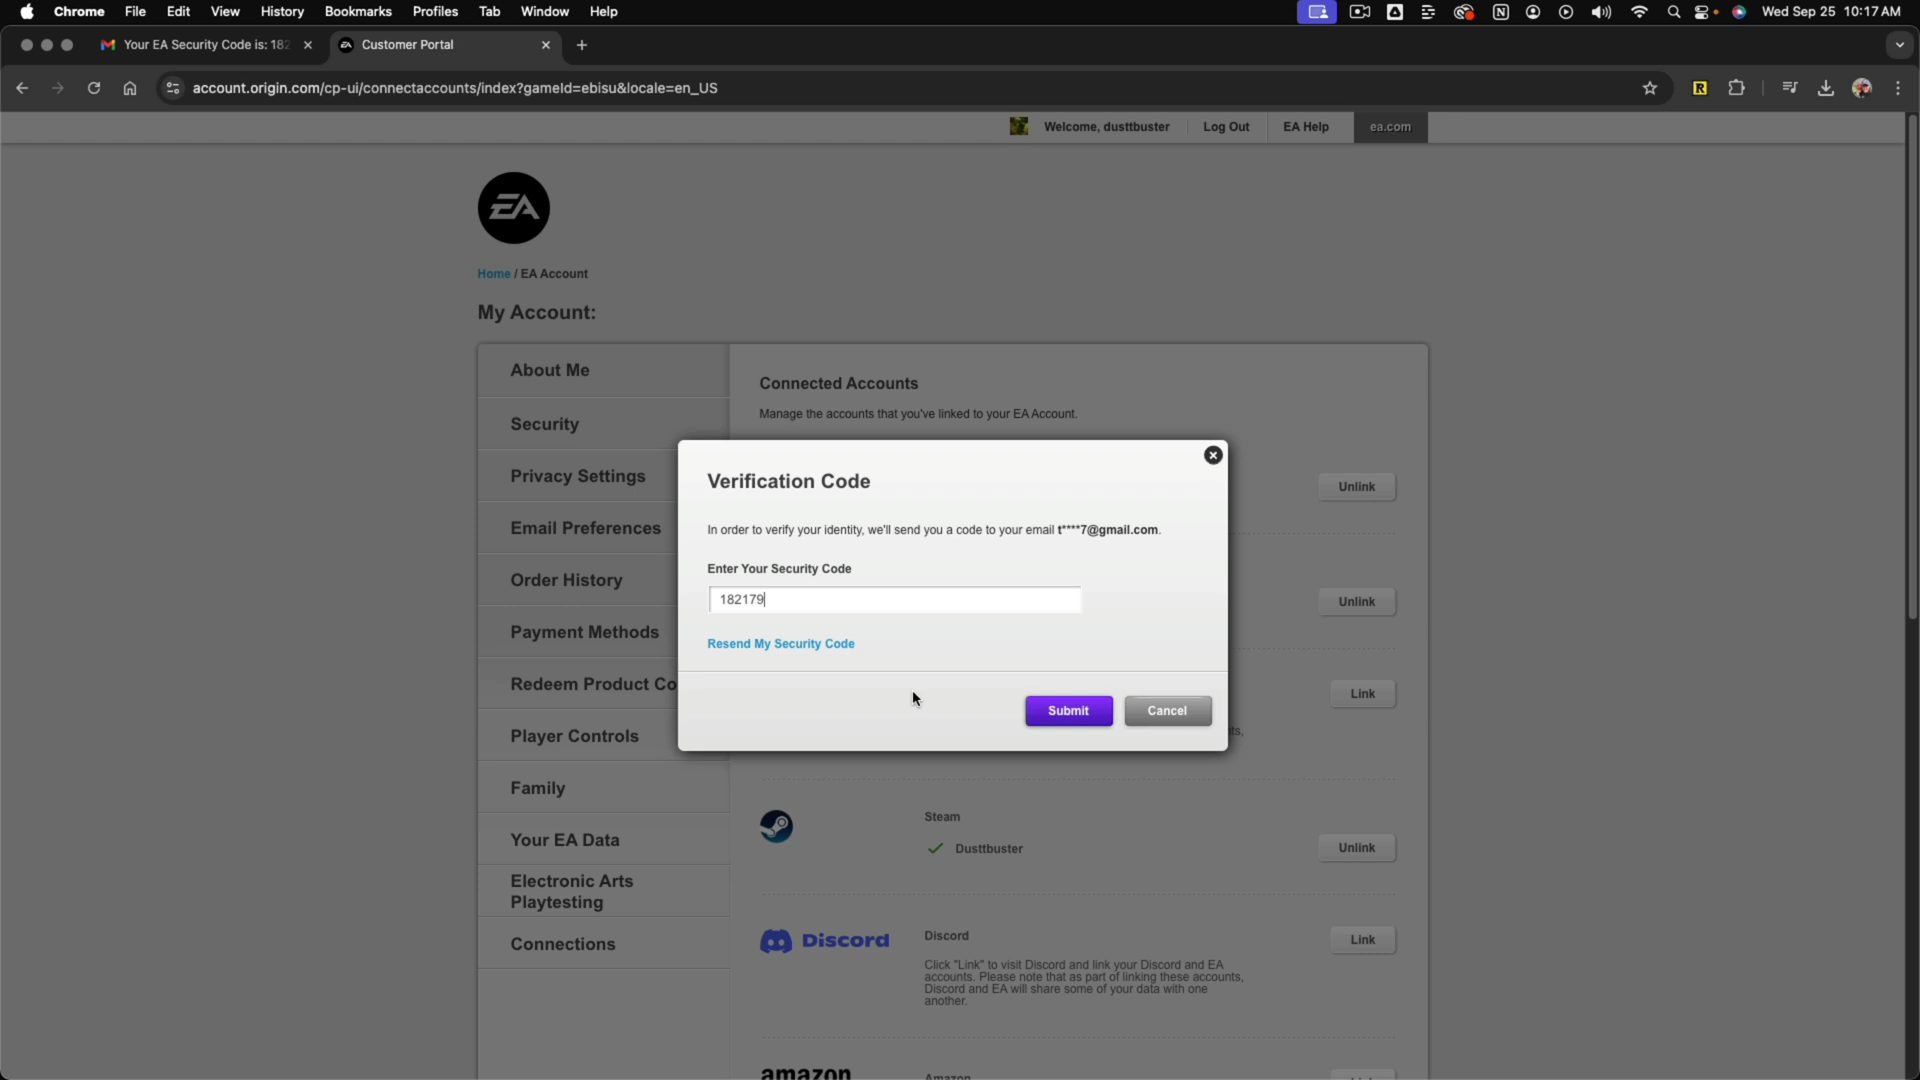 Chrome File Edit View History Bookmarks Profiles Tab Window Help Wed Sep 25 10:17 AM
Your EA Security Code is: 182
Customer Portal
account.origin.com/cp-ui/connectaccounts/index?gameId=ebisu&locale=en_US
Welcome, dusttbuster Log Out EA Help ea.com
EA
Home / EA Account
My Account:
About Me
Security
Privacy Settings
Email Preferences
Order History
Payment Methods
Redeem Product Co
Player Controls
Family
Your EA Data
Electronic Arts
Playtesting
Connections
Connected Accounts
Manage the accounts that you've linked to your EA Account.
Unlink
Unlink
Link
ts,
Verification Code
In order to verify your identity, we'll send you a code to your email t****7@gmail.com.
Enter Your Security Code
182179
Resend My Security Code
Submit Cancel
Steam
Dusttbuster
Unlink
Discord
Discord
Link
Click "Link" to visit Discord and link your Discord and EA
accounts. Please note that as part of linking these accounts,
Discord and EA will share some of your data with one
another.
amazon
Amazon